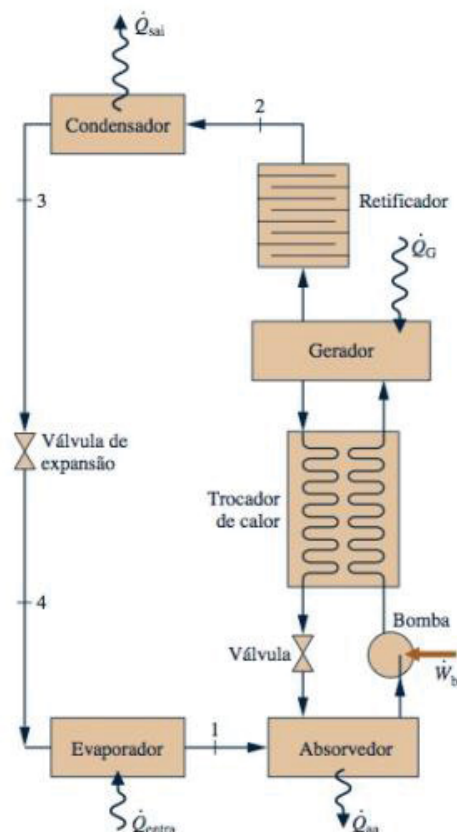 Q̇sai
2
Condensador
3
Retificador
Q̇G
Gerador
Válvula de
expansão
Trocador
de calor
4
Bomba
Válvula
Ẇb
1
Evaporador
Absorvedor
Q̇entra
Q̇aa